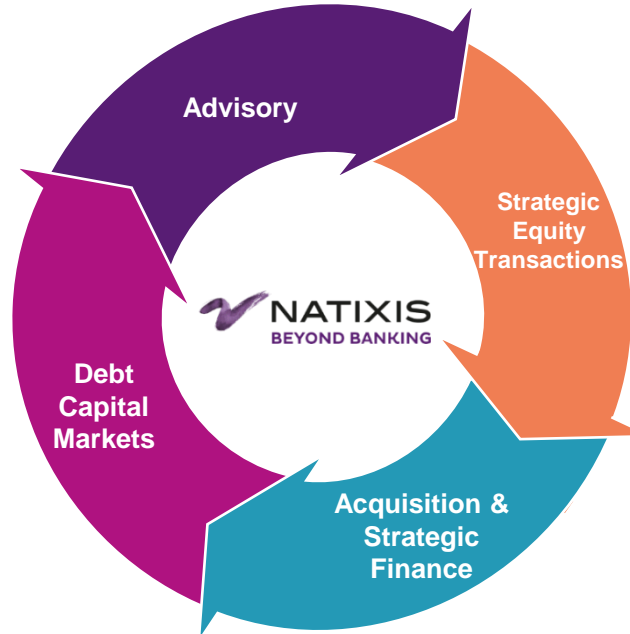 Advisory
Strategic
Equity
Transactions
NATIXIS
BEYOND BANKING
Debt
Capital
Markets
Acquisition &
Strategic
Finance